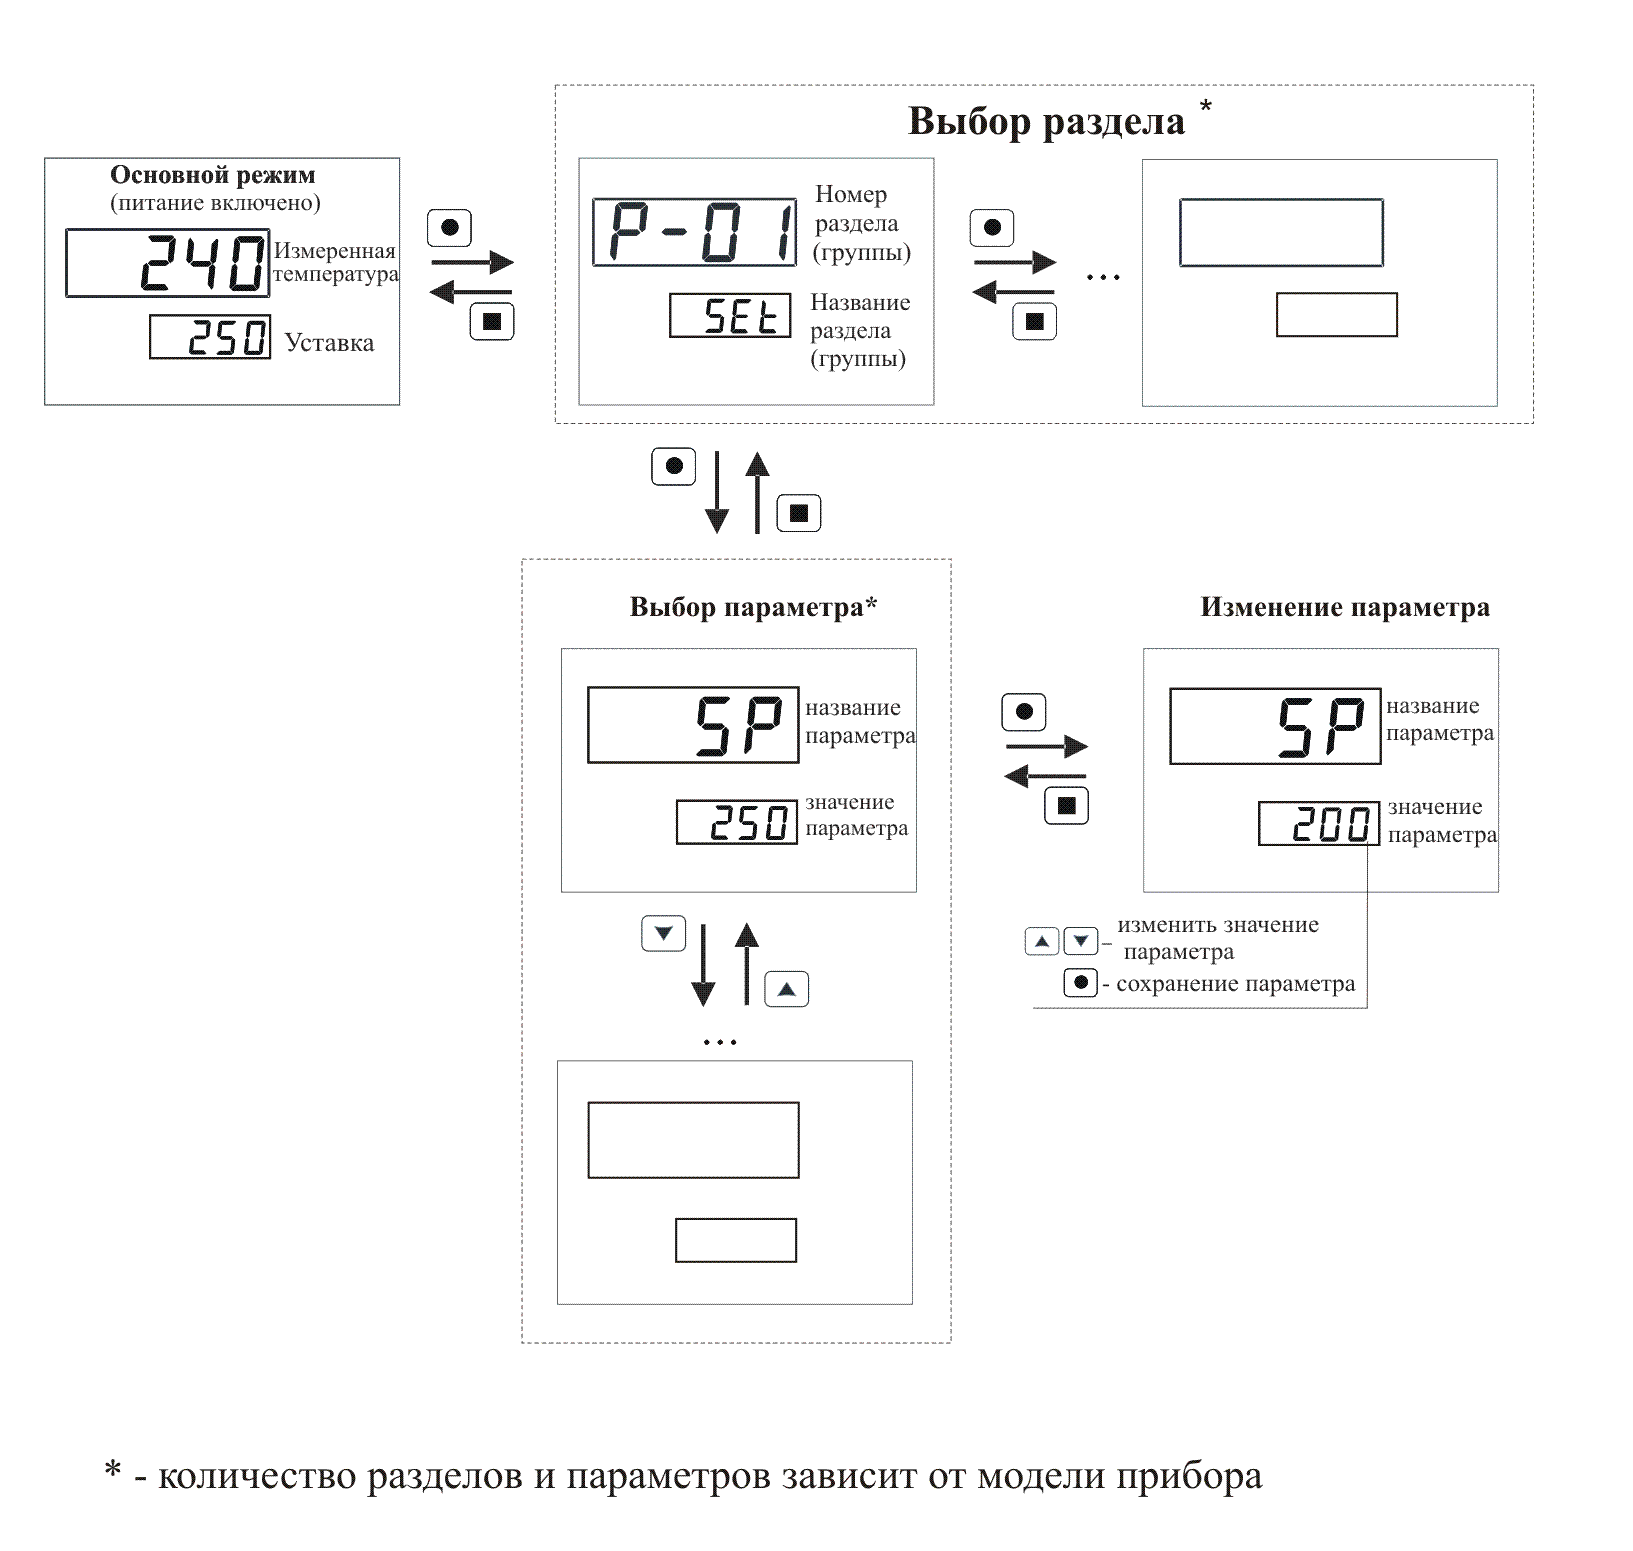 Выбор раздела *
Основной режим
(питание включено)
240
Измеренная
температура
250
Уставка
P-01
Номер
раздела
(группы)
SEt
Название
раздела
(группы)
...
Выбор параметра*
SP
название
параметра
250
значение
параметра
...
Изменение параметра
SP
название
параметра
200
значение
параметра
– изменить значение
параметра
- сохранение параметра
* - количество разделов и параметров зависит от модели прибора